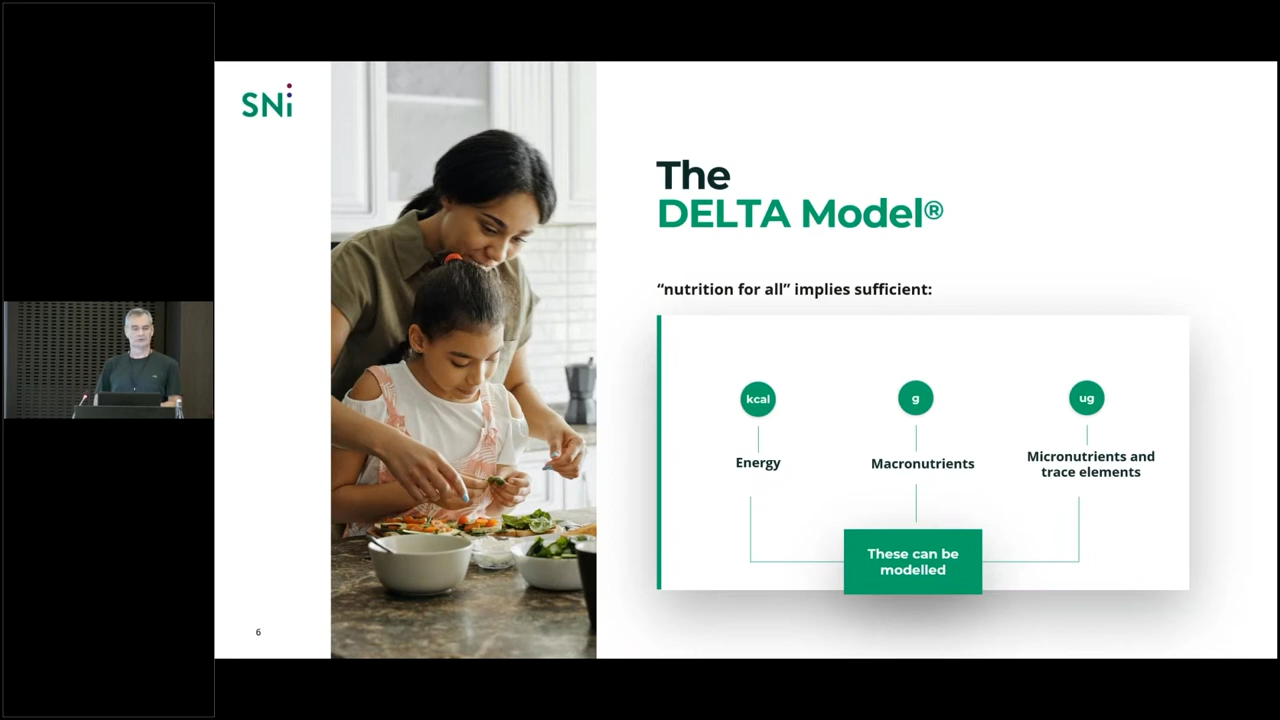 SNi
The
DELTA Model®
“nutrition for all” implies sufficient:
kcal
g
ug
Energy
Macronutrients
Micronutrients and
trace elements
These can be
modelled
6